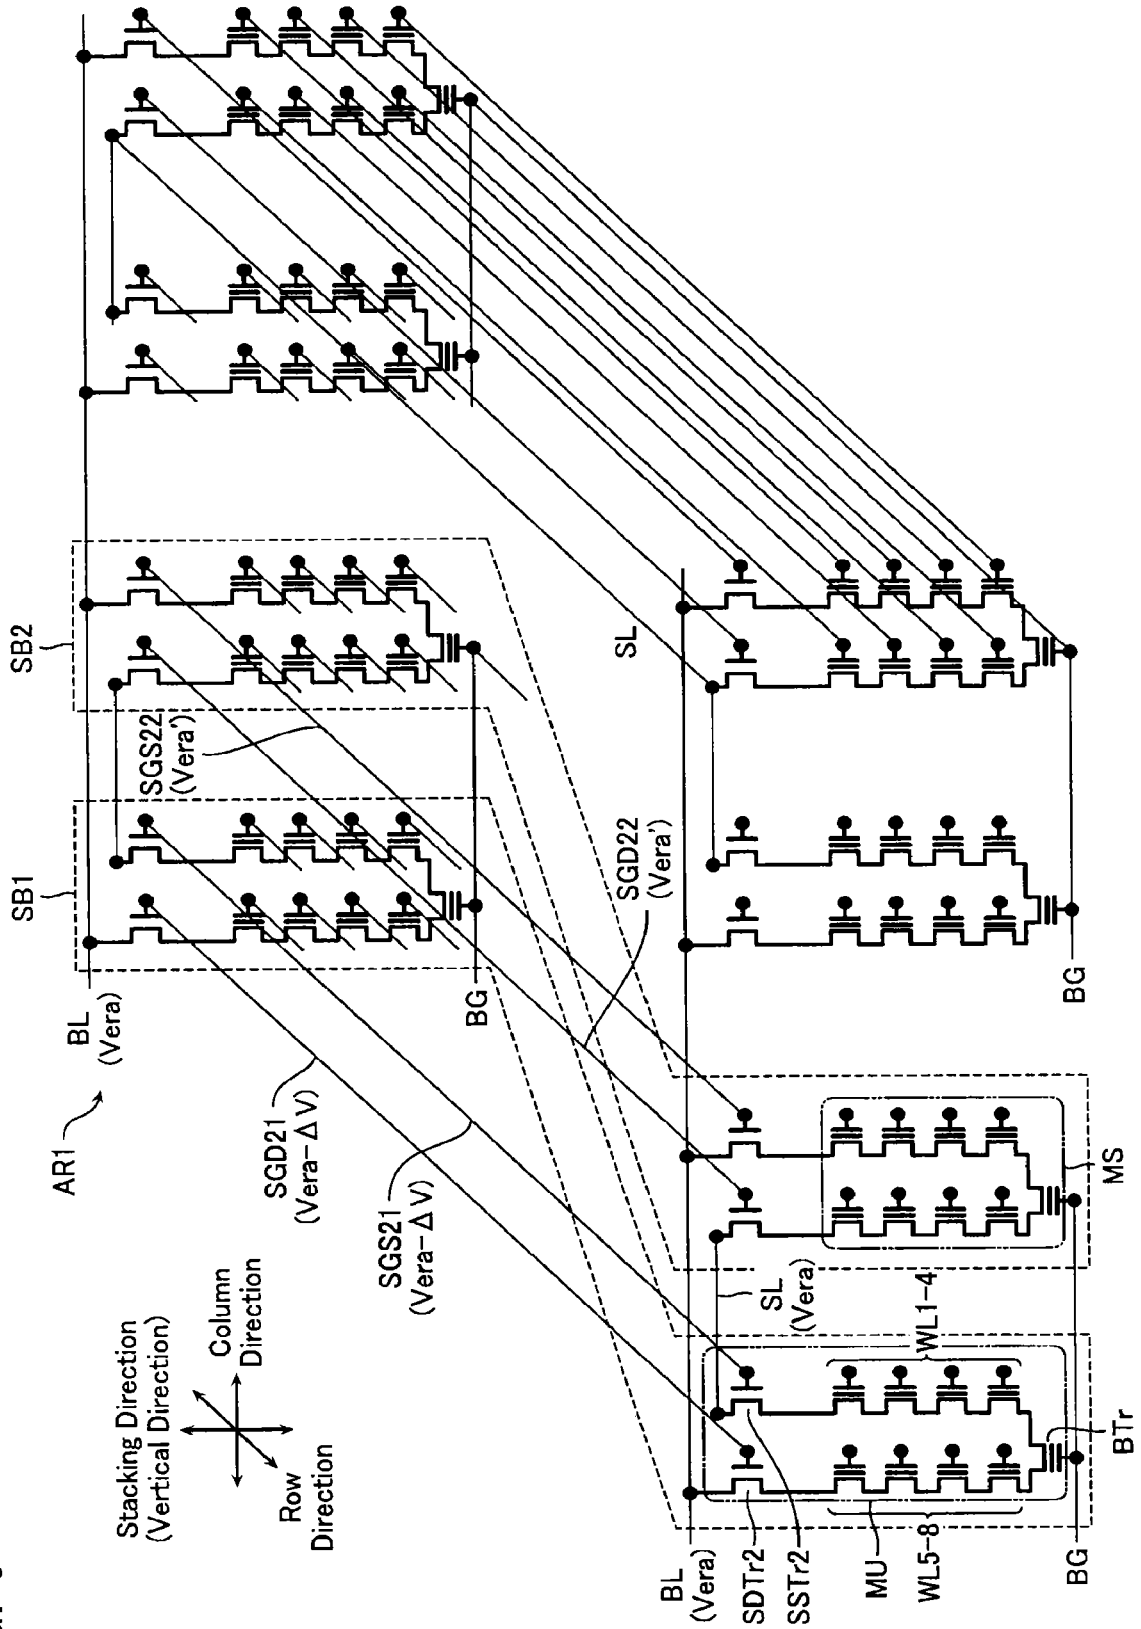 Stacking Direction
(Vertical Direction)
Column
Direction
Row
Direction
AR1
BL
(Vera)
SB1
SB2
SGS22
(Vera')
SGD21
(Vera-ΔV)
SGS21
(Vera-ΔV)
BG
SGD22
(Vera')
SL
BL
(Vera)
SDTr2
SSTr2
MU
WL5-8
WL1-4
SL
(Vera)
BG
BTr
MS
BG